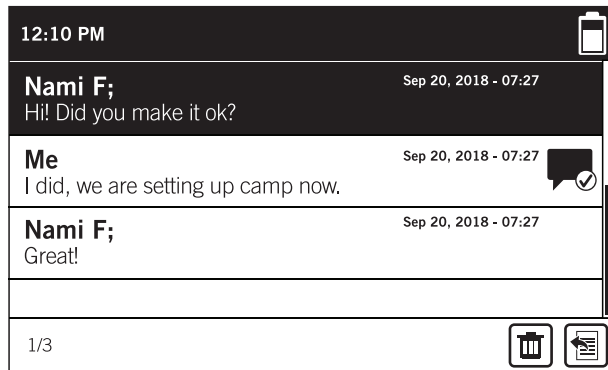 12:10 PM
Nami F; Sep 20, 2018 - 07:27
Hi! Did you make it ok?
Me Sep 20, 2018 - 07:27
I did, we are setting up camp now.
Nami F; Sep 20, 2018 - 07:27
Great!
1/3